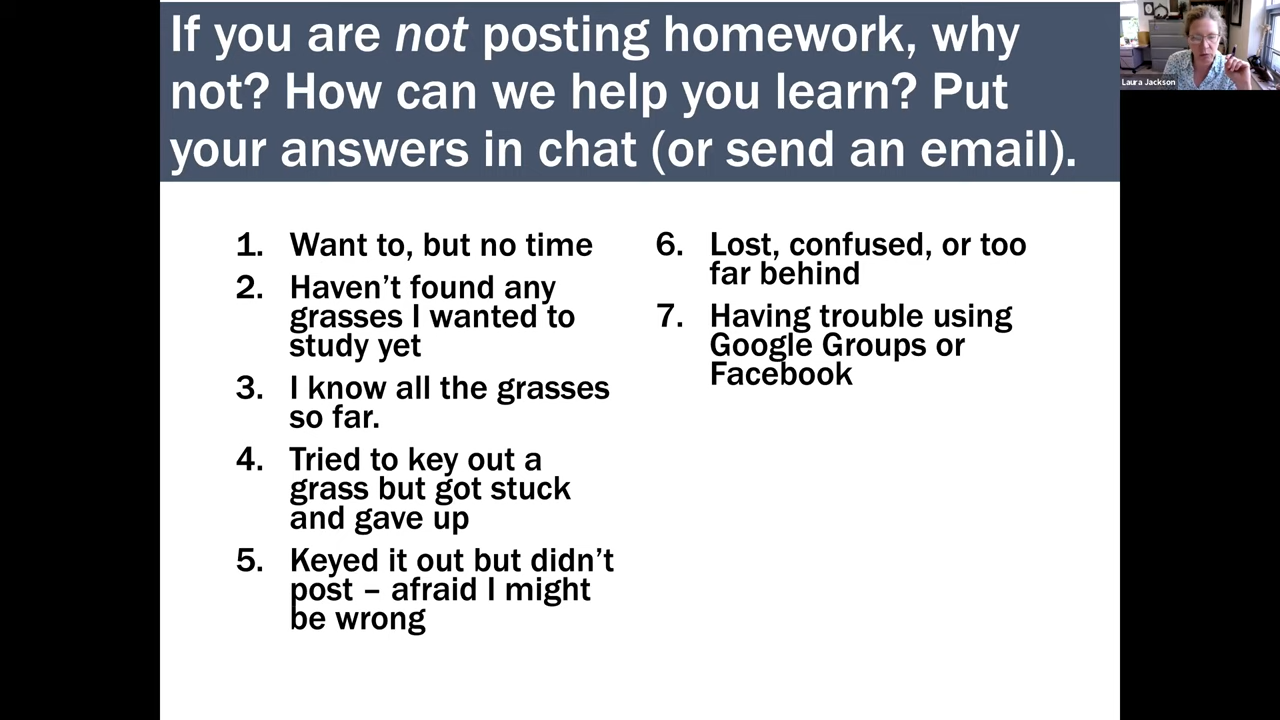 If you are not posting homework, why
not? How can we help you learn? Put
your answers in chat (or send an email).
1. Want to, but no time
2. Haven’t found any
grasses I wanted to
study yet
3. I know all the grasses
so far.
4. Tried to key out a
grass but got stuck
and gave up
5. Keyed it out but didn’t
post – afraid I might
be wrong
6. Lost, confused, or too
far behind
7. Having trouble using
Google Groups or
Facebook
Laura Jackson